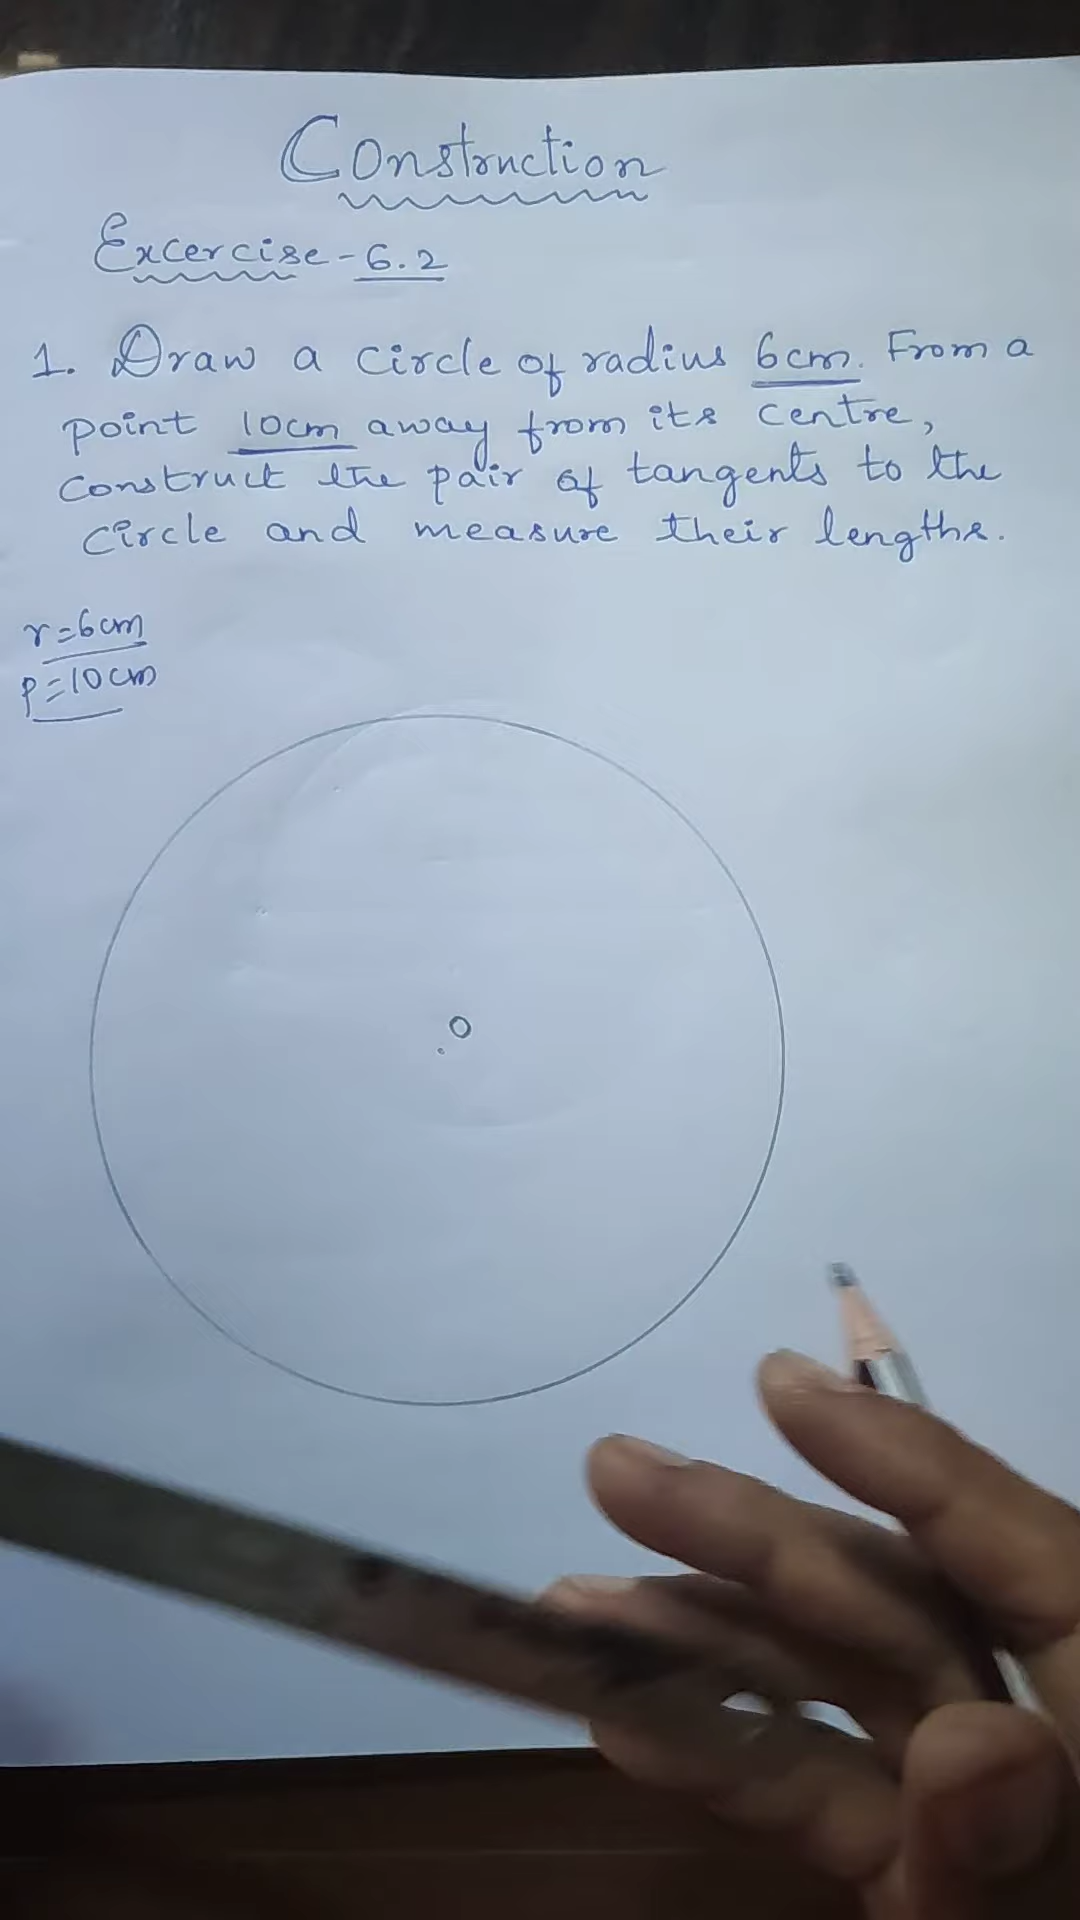 Construction
Excercise - 6.2
1. Draw a circle of radius 6cm. From a
point 10cm away from its centre,
construct the pair of tangents to the
circle and measure their lengths.
r=6cm
P=10cm
O